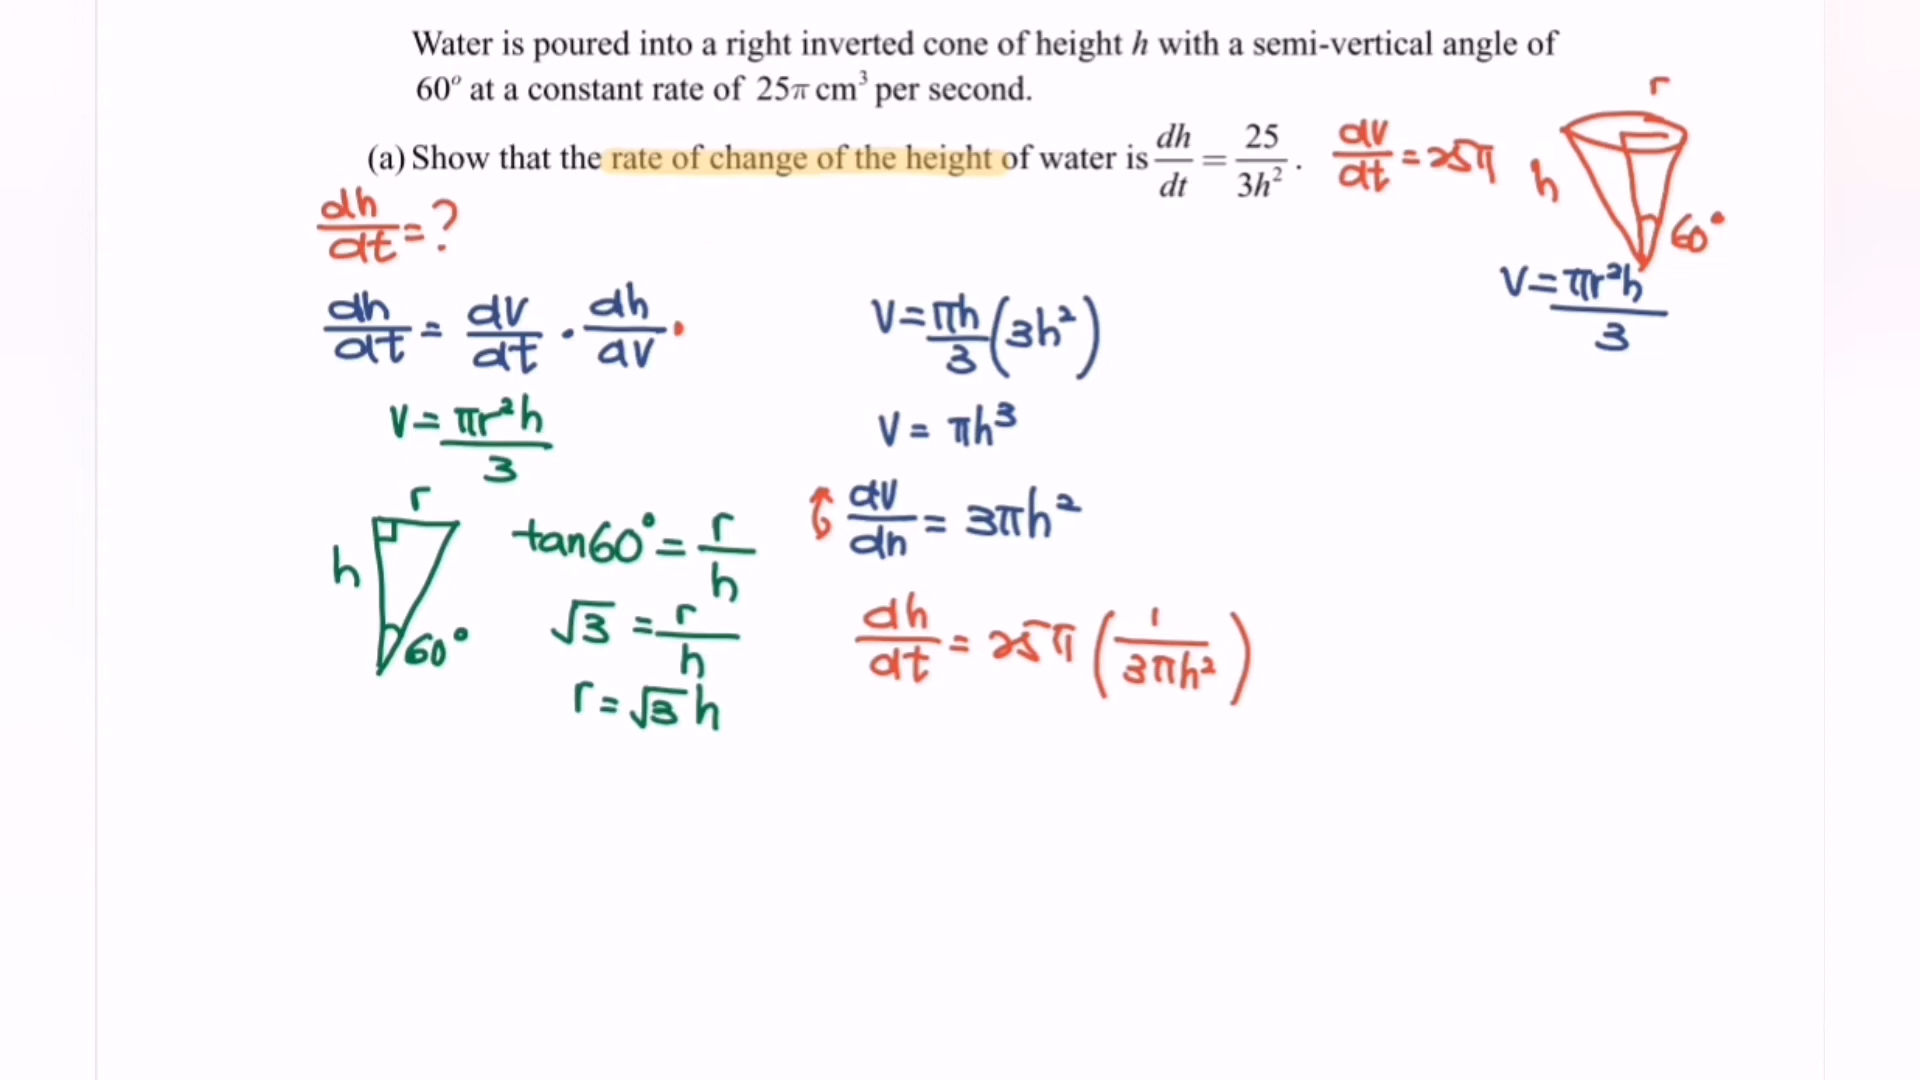 Water is poured into a right inverted cone of height h with a semi-vertical angle of
60° at a constant rate of 25π cm³ per second.
(a) Show that the rate of change of the height of water is dh/dt = 25/3h².
dv/dt = 25π
r
h
60°
V = πr²h/3
dh/dt = ?
dh/dt = dv/dt · dh/dv
V = πr²h/3
r
h
60°
tan60° = r/h
√3 = r/h
r = √3h
V = πh/3 (3h²)
V = πh³
dv/dh = 3πh²
dh/dt = 25π (1/3πh²)